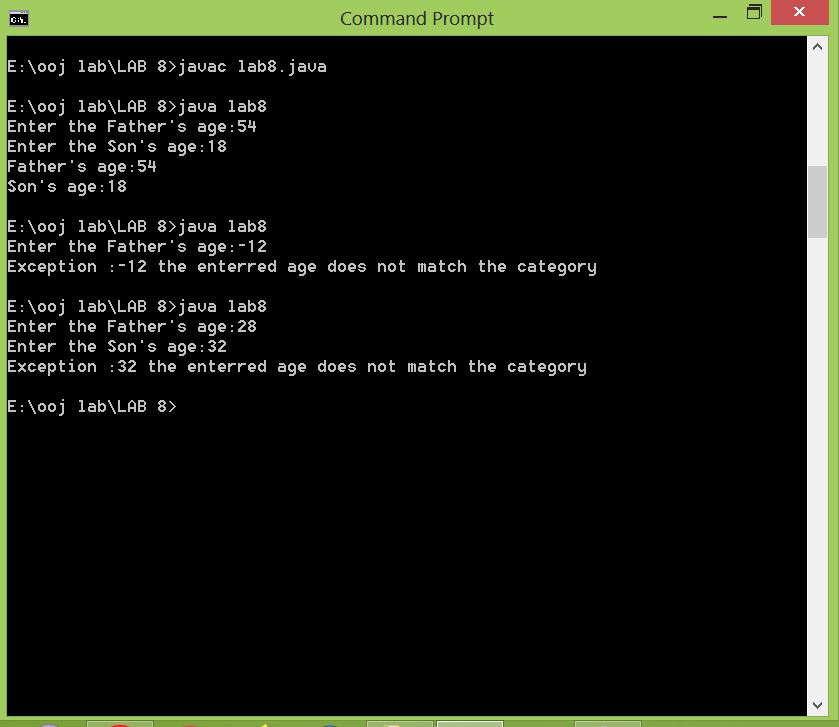 Command Prompt
E:\ooj lab\LAB 8>javac lab8.java
E:\ooj lab\LAB 8>java lab8
Enter the Father's age:54
Enter the Son's age:18
Father's age:54
Son's age:18
E:\ooj lab\LAB 8>java lab8
Enter the Father's age:-12
Exception :-12 the enterred age does not match the category
E:\ooj lab\LAB 8>java lab8
Enter the Father's age:28
Enter the Son's age:32
Exception :32 the enterred age does not match the category
E:\ooj lab\LAB 8>